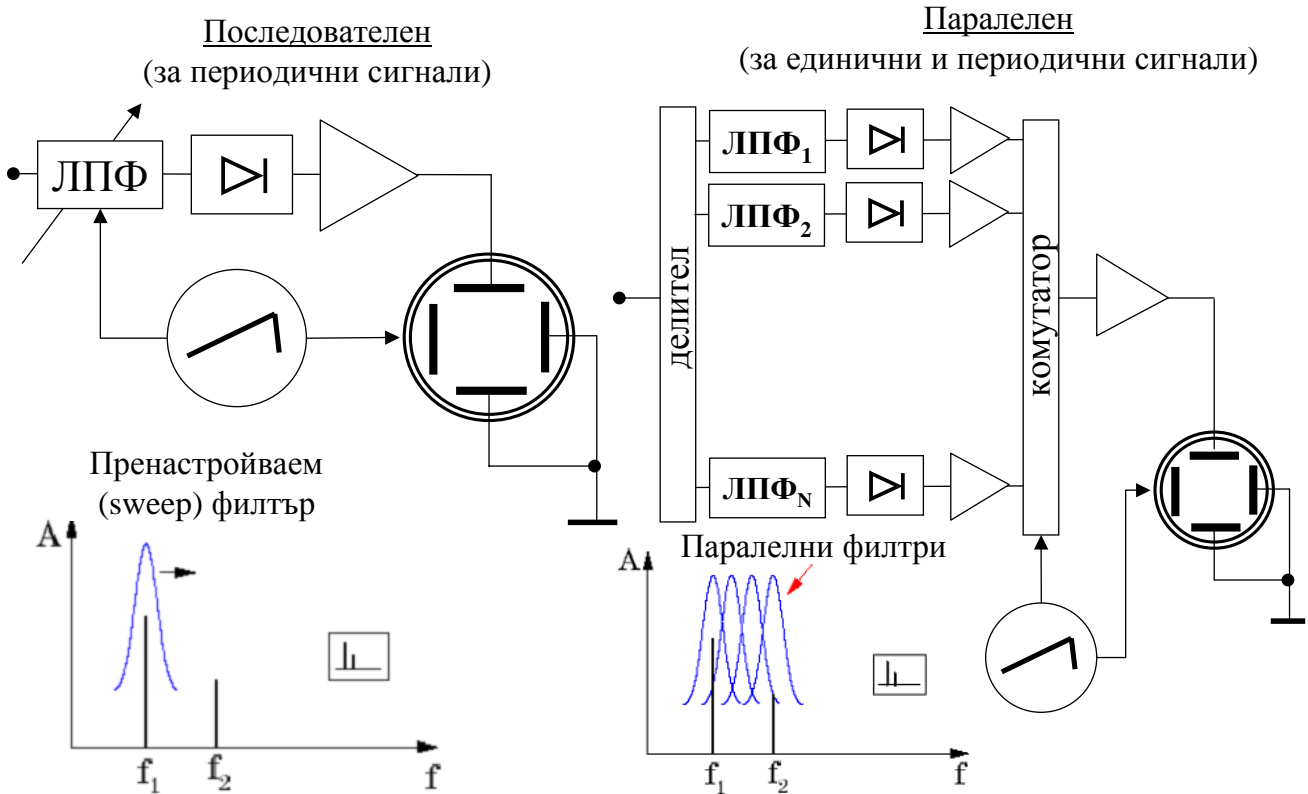 Последователен
(за периодични сигнали)
ЛПФ
Пренастройваем
(sweep) филтър
A
f₁
f₂
f
Паралелен
(за единични и периодични сигнали)
делител
ЛПФ₁
ЛПФ₂
ЛПФN
комутатор
Паралелни филтри
A
f₁
f₂
f